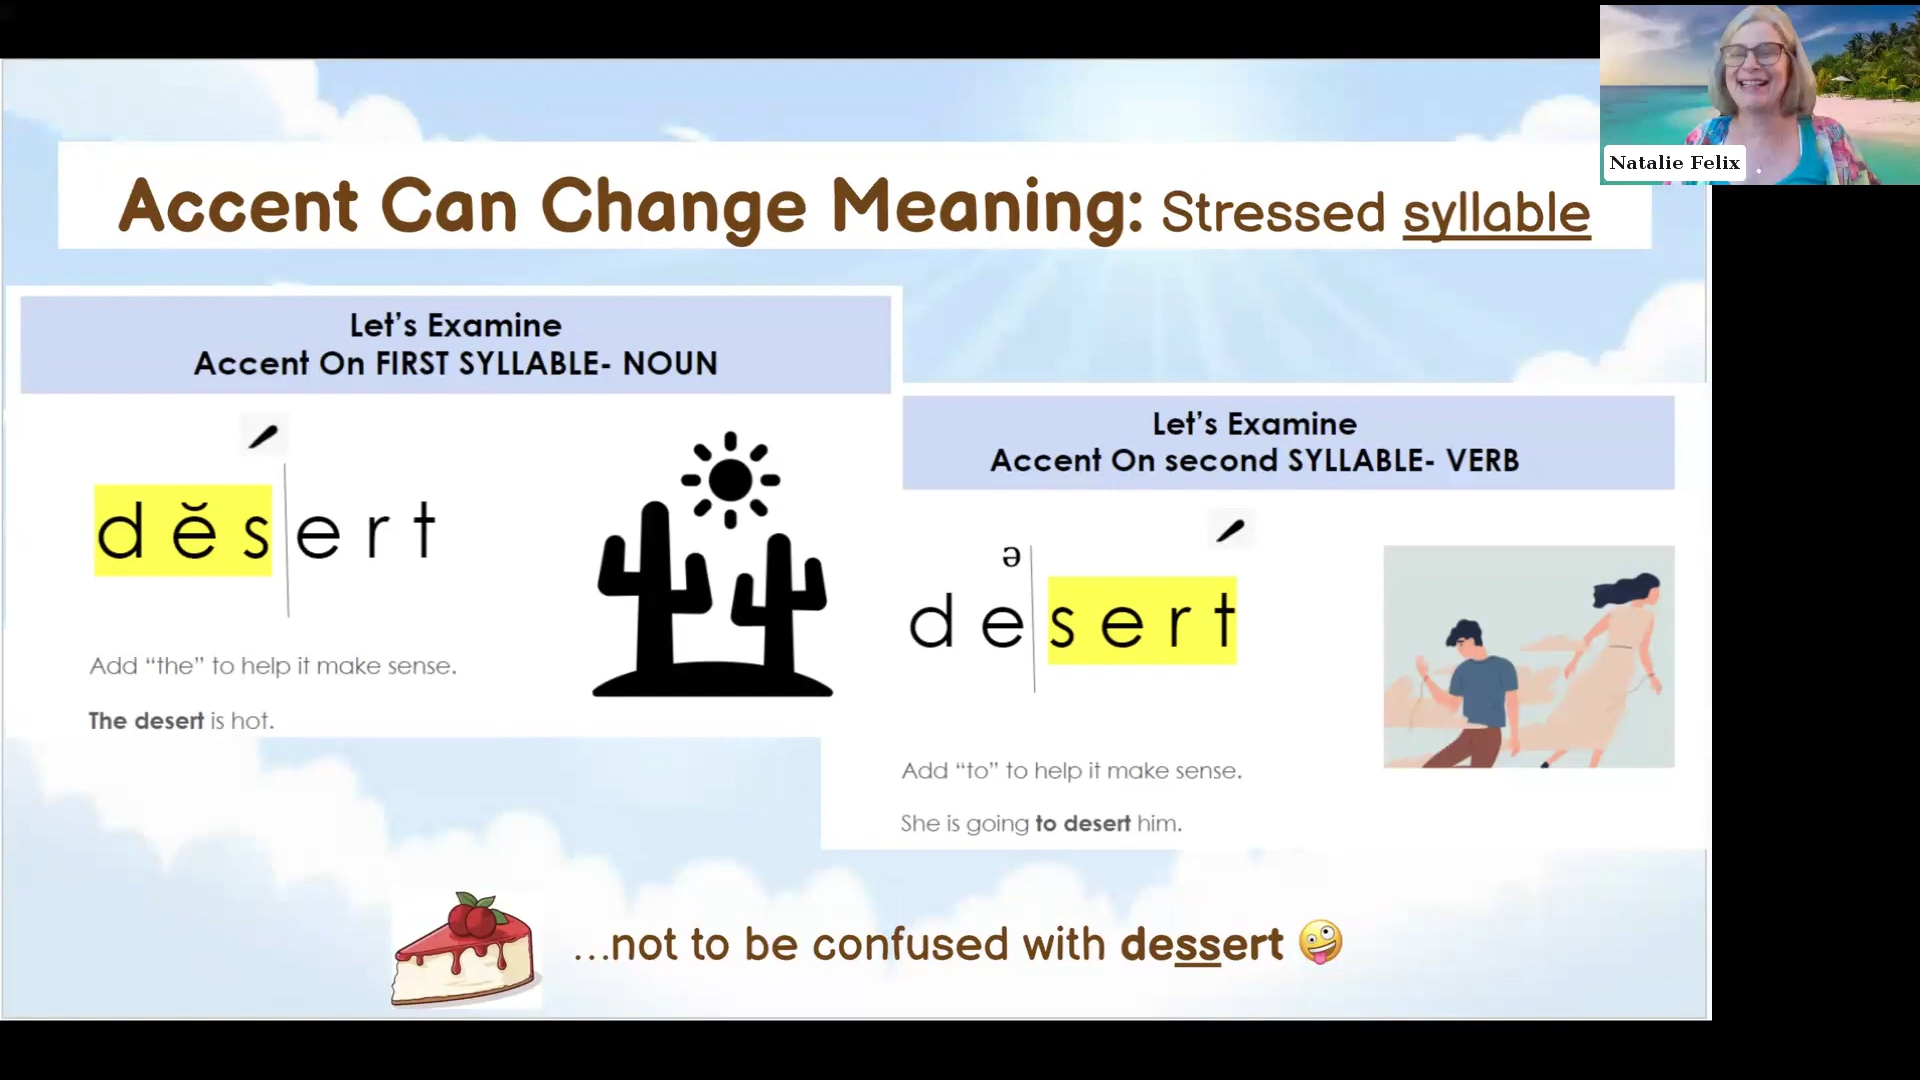 Natalie Felix
Accent Can Change Meaning: Stressed syllable
Let's Examine
Accent On FIRST SYLLABLE- NOUN
d ĕ s e r t
Add “the” to help it make sense.
The desert is hot.
Let's Examine
Accent On second SYLLABLE- VERB
ə
d e s e r t
Add “to” to help it make sense.
She is going to desert him.
...not to be confused with dessert 🤪